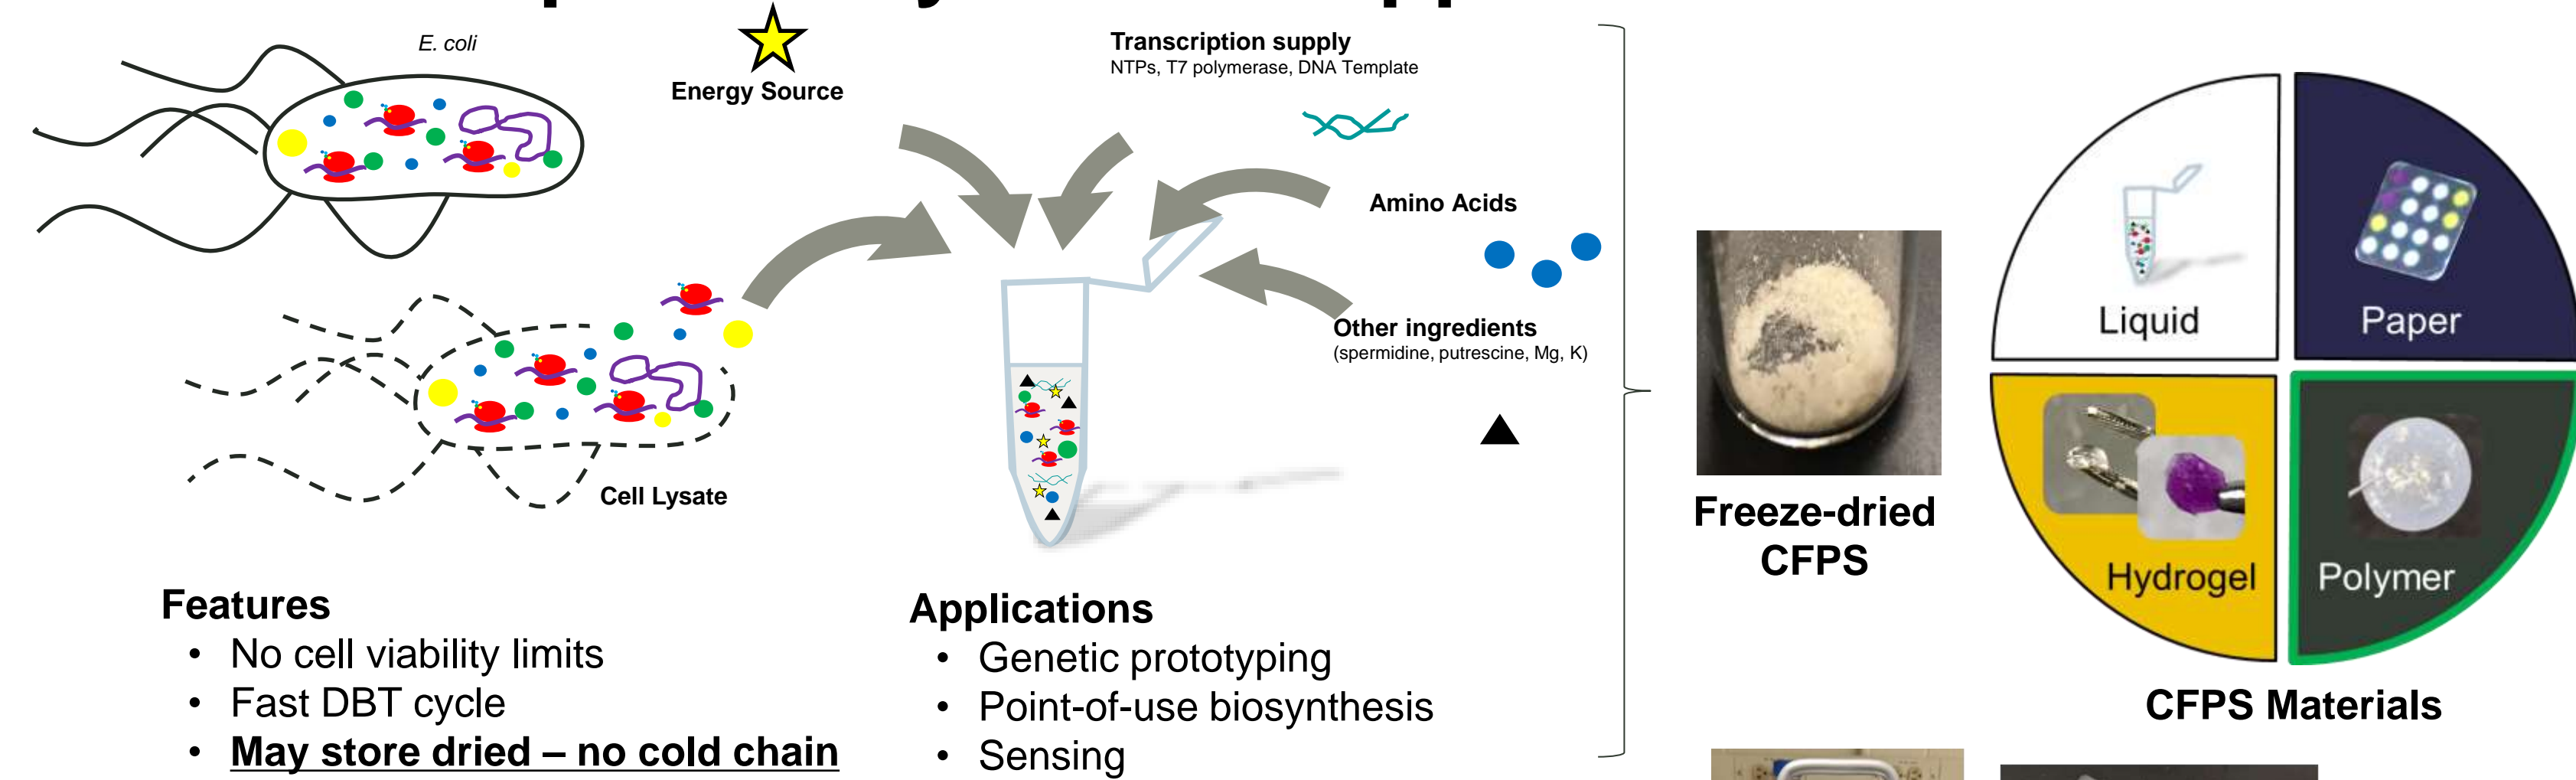 E. coli
Energy Source
Transcription supply
NTPs, T7 polymerase, DNA Template
Amino Acids
Other ingredients
(spermidine, putrescine, Mg, K)
Cell Lysate
Features
• No cell viability limits
• Fast DBT cycle
• May store dried – no cold chain
Applications
• Genetic prototyping
• Point-of-use biosynthesis
• Sensing
Freeze-dried
CFPS
Liquid
Paper
Hydrogel
Polymer
CFPS Materials